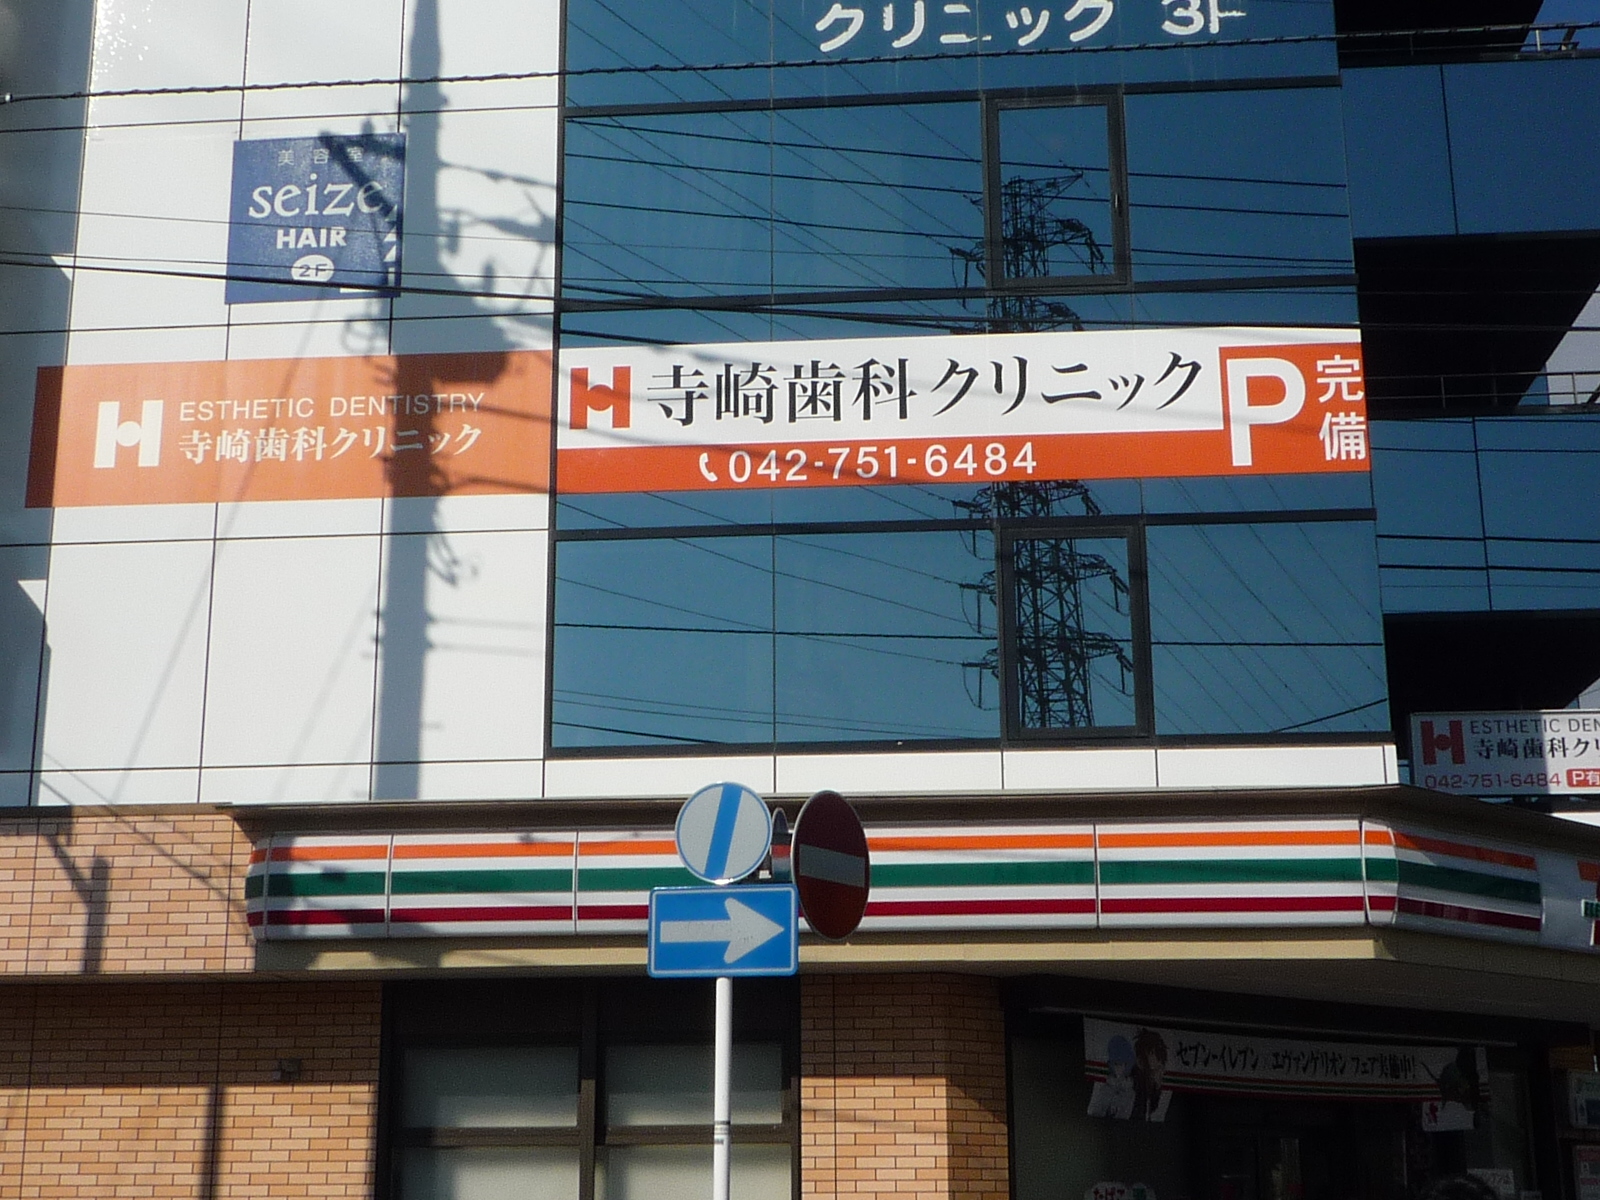 クリニック 3F
美容室
seize
HAIR
2F
ESTHETIC DENTISTRY
寺崎歯科クリニック
寺崎歯科クリニック
042-751-6484
P完備
ESTHETIC DEN
寺崎歯科クリ
042-751-6484 P有
セブン-イレブン×エヴァンゲリオン フェア実施中!